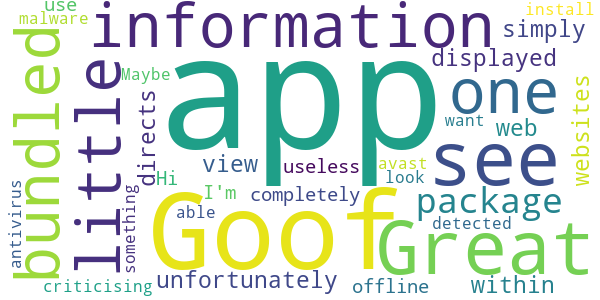 use
malware
information
install
simply
Maybe
app
displayed
one
bundled
little
directs
websites
want
web
view
useless
avast
see
Hi
I'm
completely
look
package
antivirus
something
able
Goof
Great
detected
criticising
unfortunately
offline
within